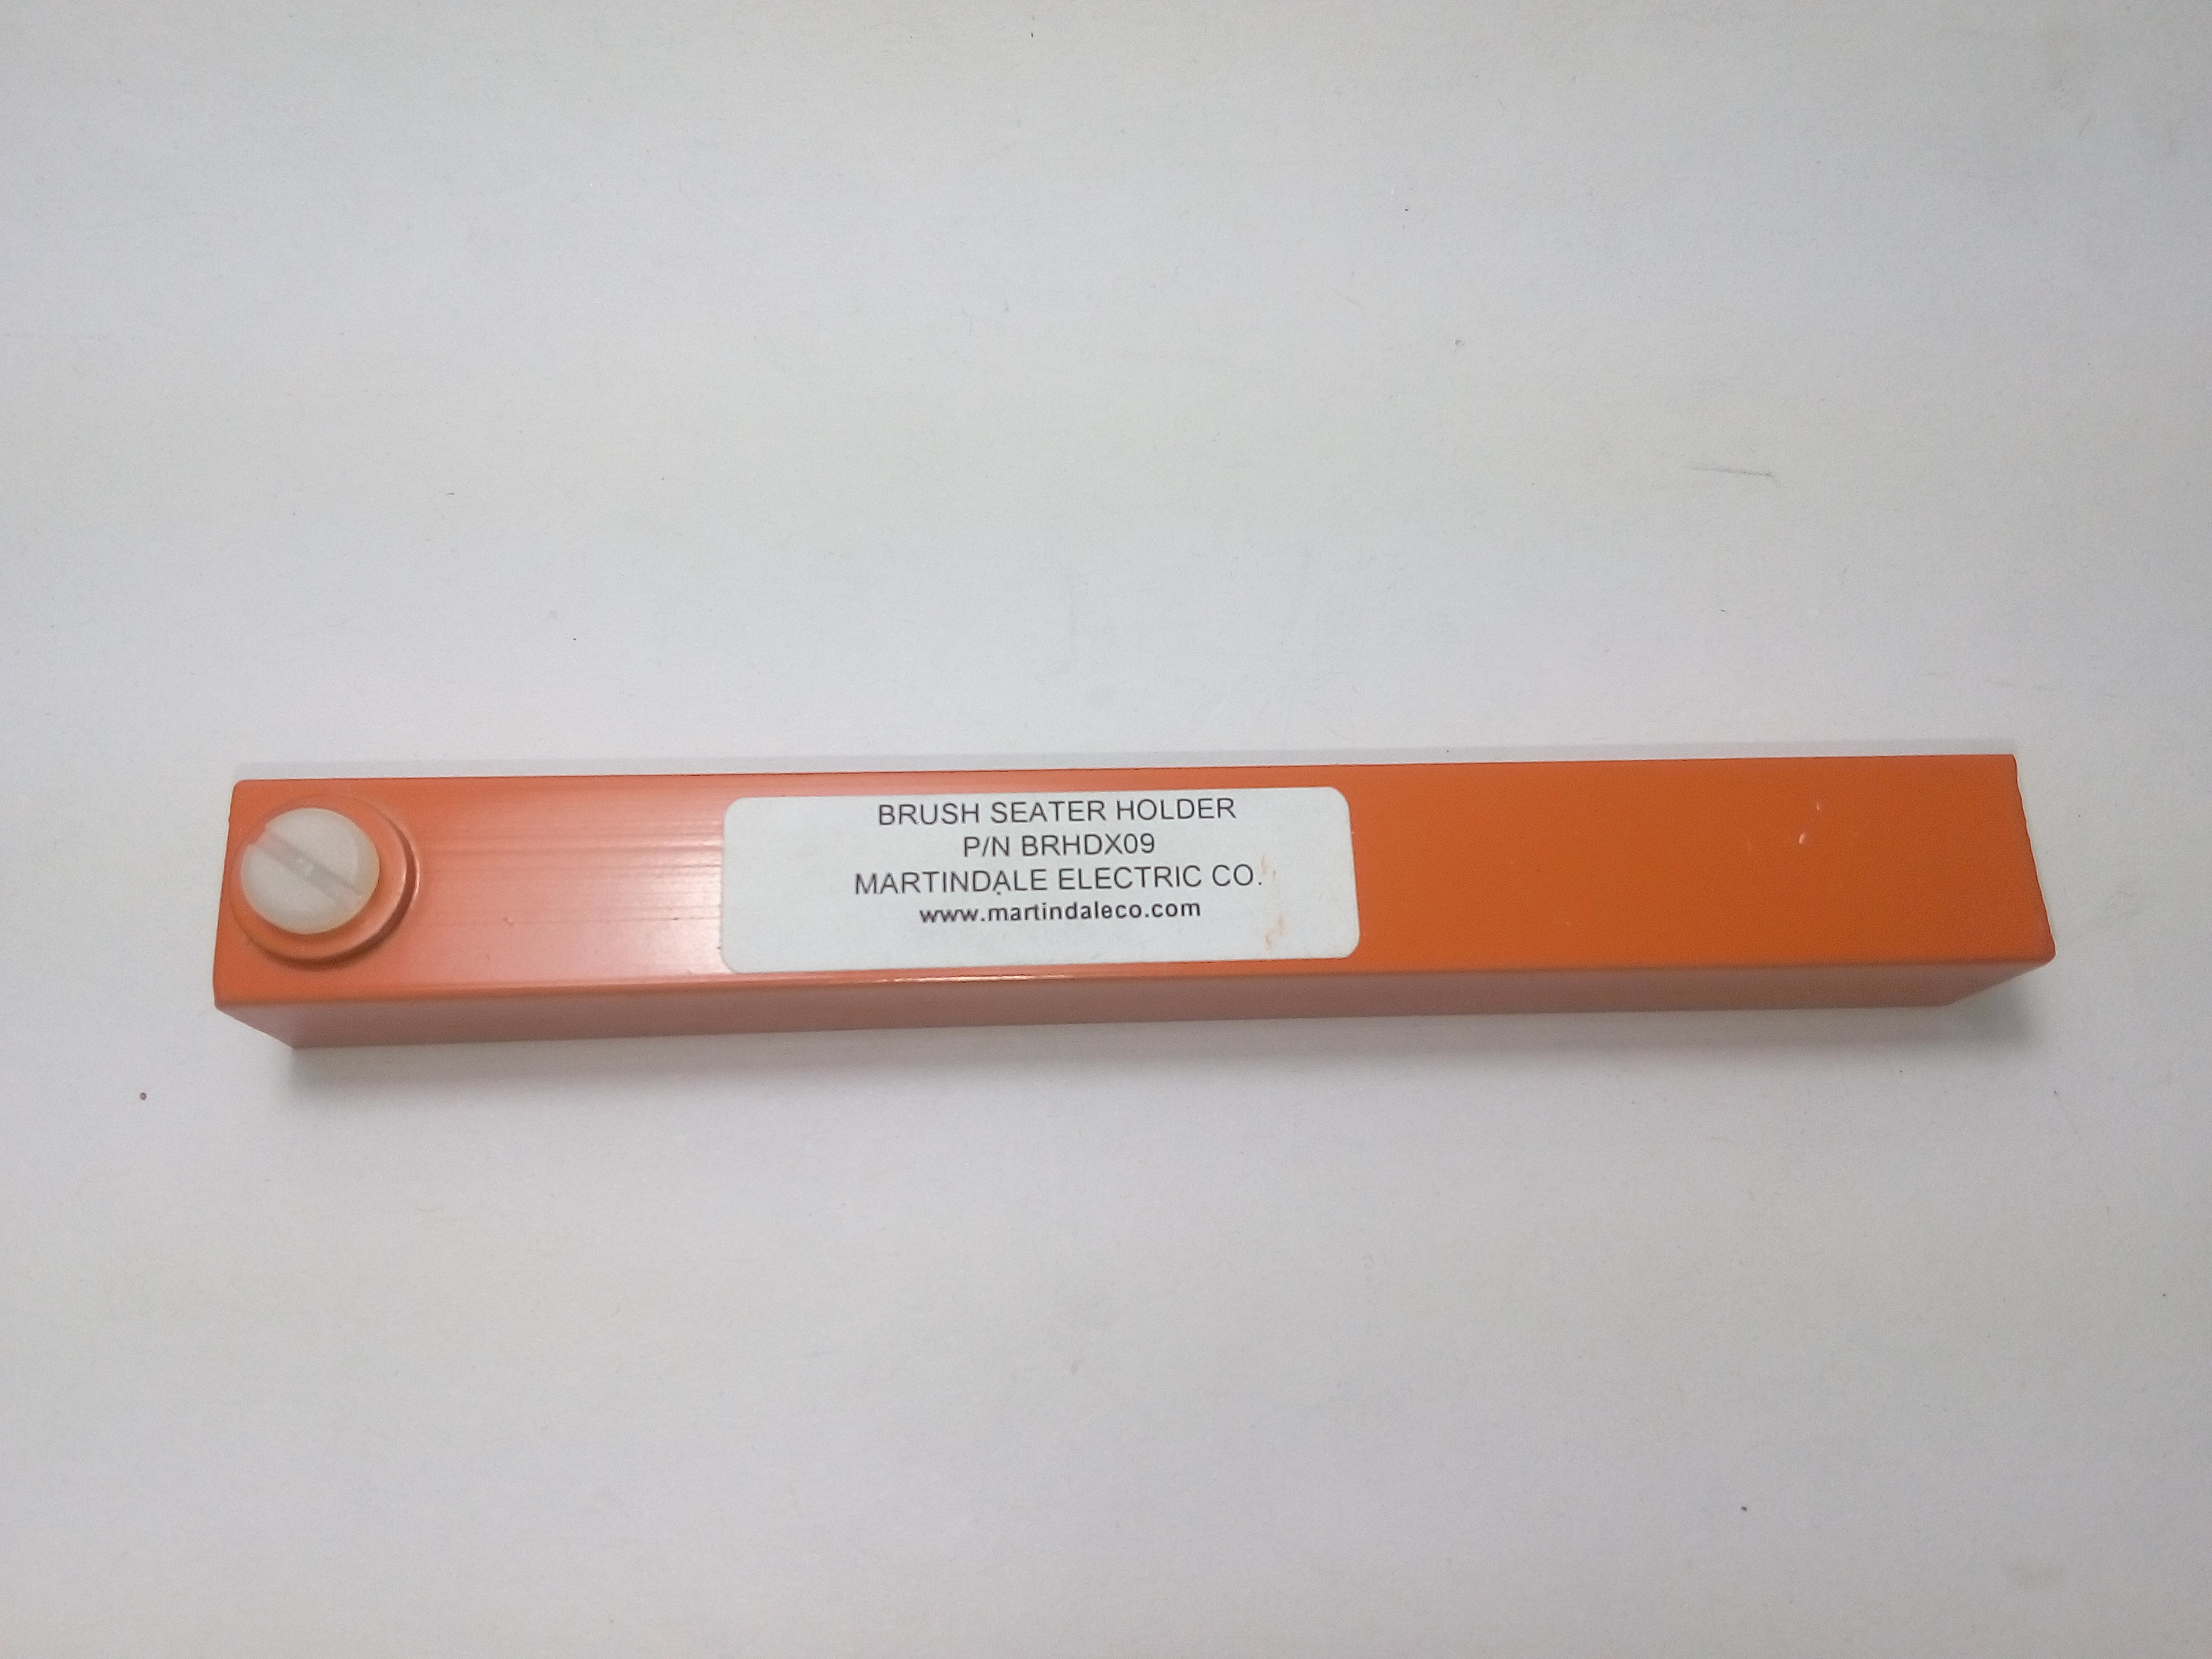 BRUSH SEATER HOLDER
P/N BRHDX09
MARTINDALE ELECTRIC CO.
www.martindaleco.com